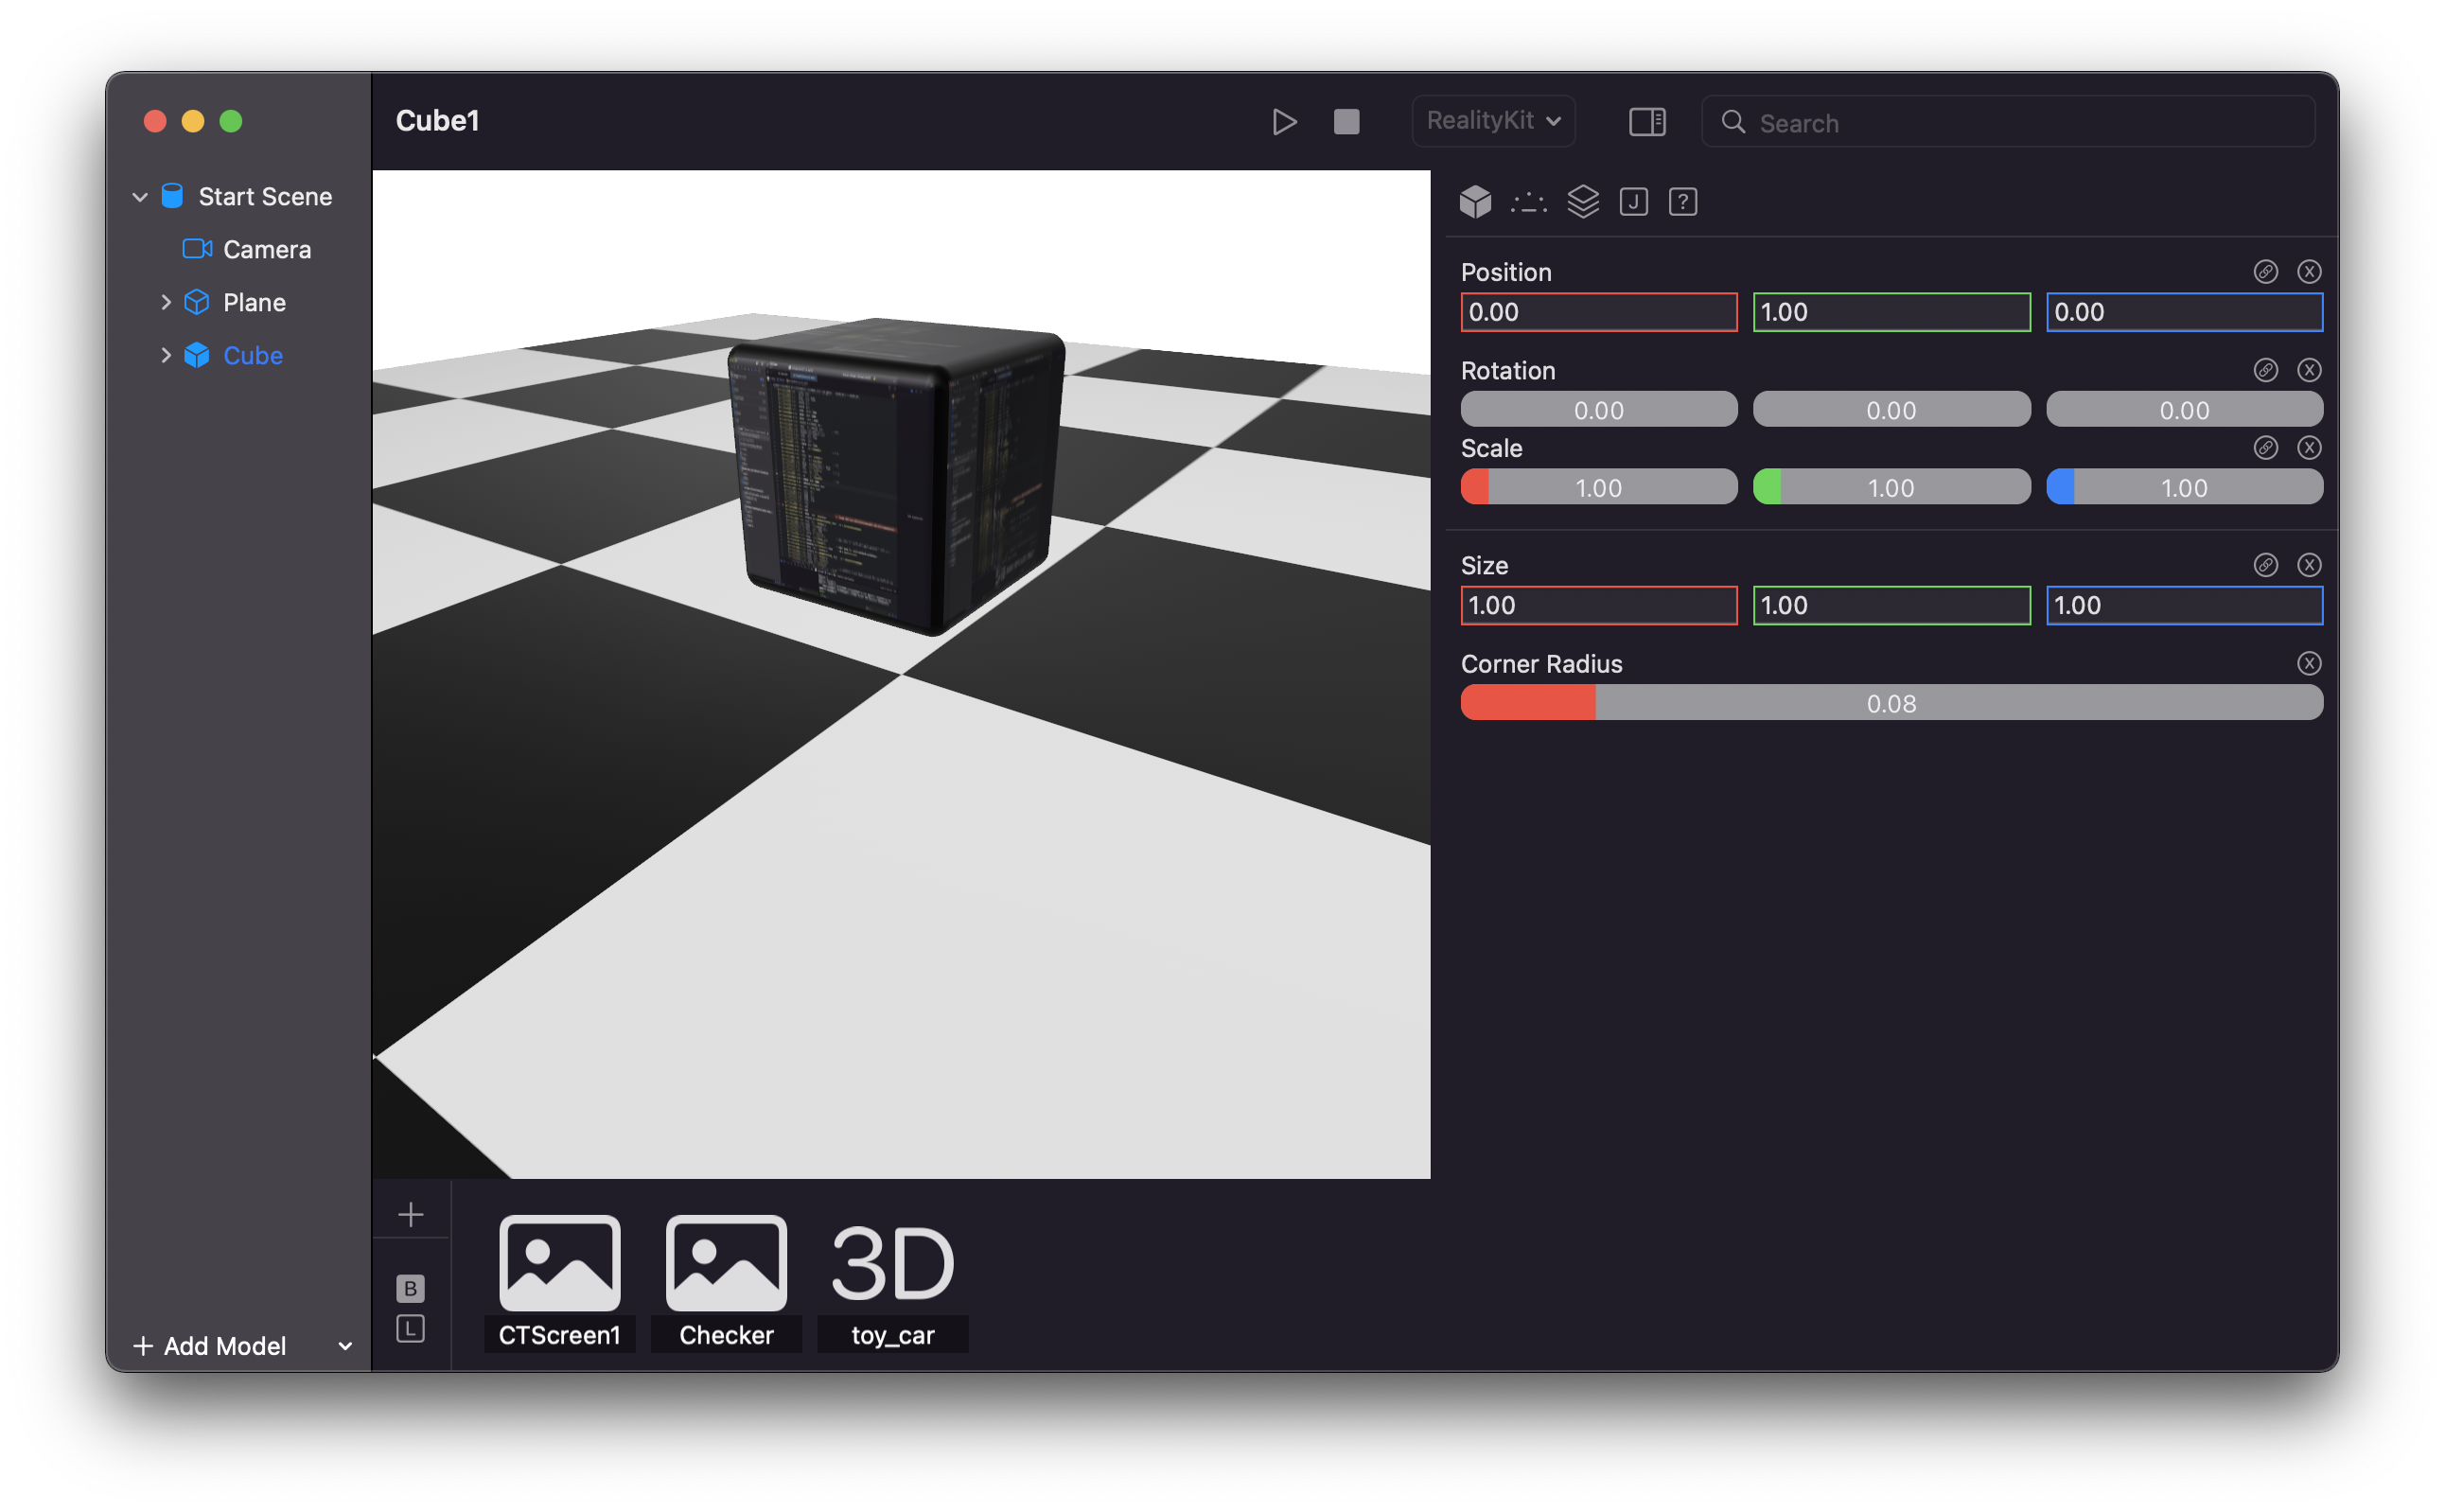 Cube1
RealityKit
Search
Start Scene
Camera
Plane
Cube
J
?
Position
0.00 1.00 0.00
Rotation
0.00 0.00 0.00
Scale
1.00 1.00 1.00
Size
1.00 1.00 1.00
Corner Radius
0.08
B
L
3D
CTScreen1 Checker toy_car
Add Model